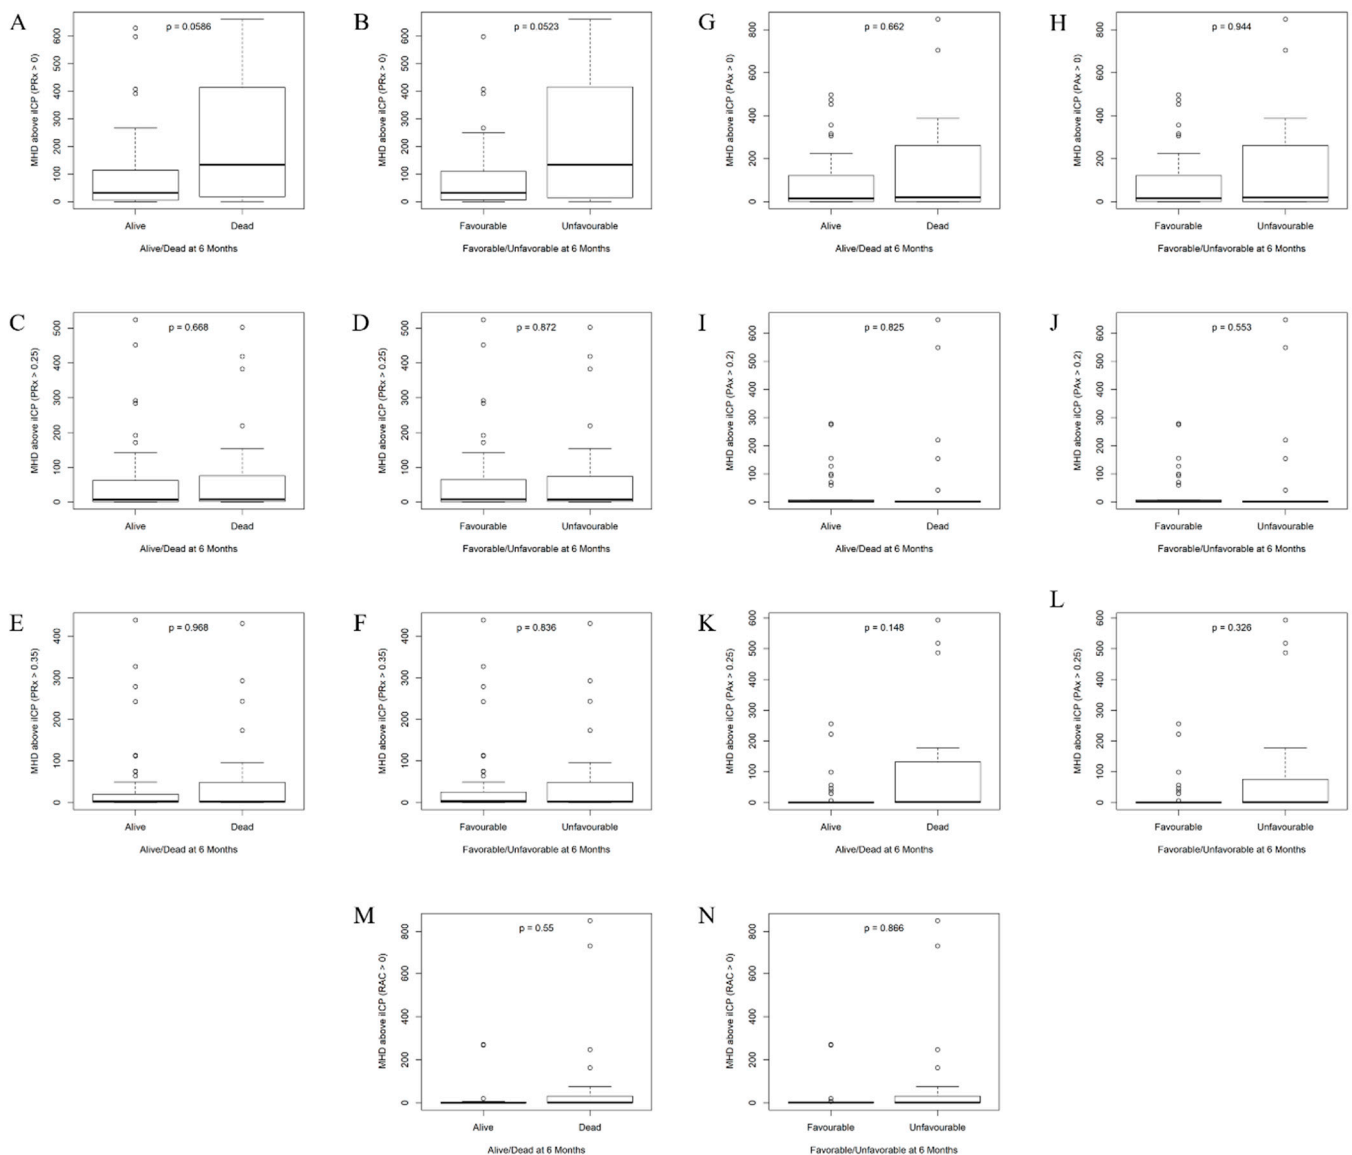 A
p = 0.0586
MHD above iICP (PRx > 0)
0 100 200 300 400 500 600
Alive Dead
Alive/Dead at 6 Months
B
p = 0.0523
MHD above iICP (PRx > 0)
0 100 200 300 400 500 600
Favourable Unfavourable
Favorable/Unfavorable at 6 Months
G
p = 0.662
MHD above iICP (PAx > 0)
0 200 400 600 800
Alive Dead
Alive/Dead at 6 Months
H
p = 0.944
MHD above iICP (PAx > 0)
0 200 400 600 800
Favourable Unfavourable
Favorable/Unfavorable at 6 Months
C
p = 0.668
MHD above iICP (PRx > 0.25)
0 100 200 300 400 500
Alive Dead
Alive/Dead at 6 Months
D
p = 0.872
MHD above iICP (PRx > 0.25)
0 100 200 300 400 500
Favourable Unfavourable
Favorable/Unfavorable at 6 Months
I
p = 0.825
MHD above iICP (PAx > 0.2)
0 100 200 300 400 500 600
Alive Dead
Alive/Dead at 6 Months
J
p = 0.553
MHD above iICP (PAx > 0.2)
0 100 200 300 400 500 600
Favourable Unfavourable
Favorable/Unfavorable at 6 Months
E
p = 0.968
MHD above iICP (PRx > 0.35)
0 100 200 300 400
Alive Dead
Alive/Dead at 6 Months
F
p = 0.836
MHD above iICP (PRx > 0.35)
0 100 200 300 400
Favourable Unfavourable
Favorable/Unfavorable at 6 Months
K
p = 0.148
MHD above iICP (PAx > 0.25)
0 100 200 300 400 500 600
Alive Dead
Alive/Dead at 6 Months
L
p = 0.326
MHD above iICP (PAx > 0.25)
0 100 200 300 400 500 600
Favourable Unfavourable
Favorable/Unfavorable at 6 Months
M
p = 0.55
MHD above iICP (RAC > 0)
0 200 400 600 800
Alive Dead
Alive/Dead at 6 Months
N
p = 0.866
MHD above iICP (RAC > 0)
0 200 400 600 800
Favourable Unfavourable
Favorable/Unfavorable at 6 Months